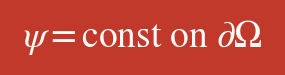 ψ = const on ∂Ω